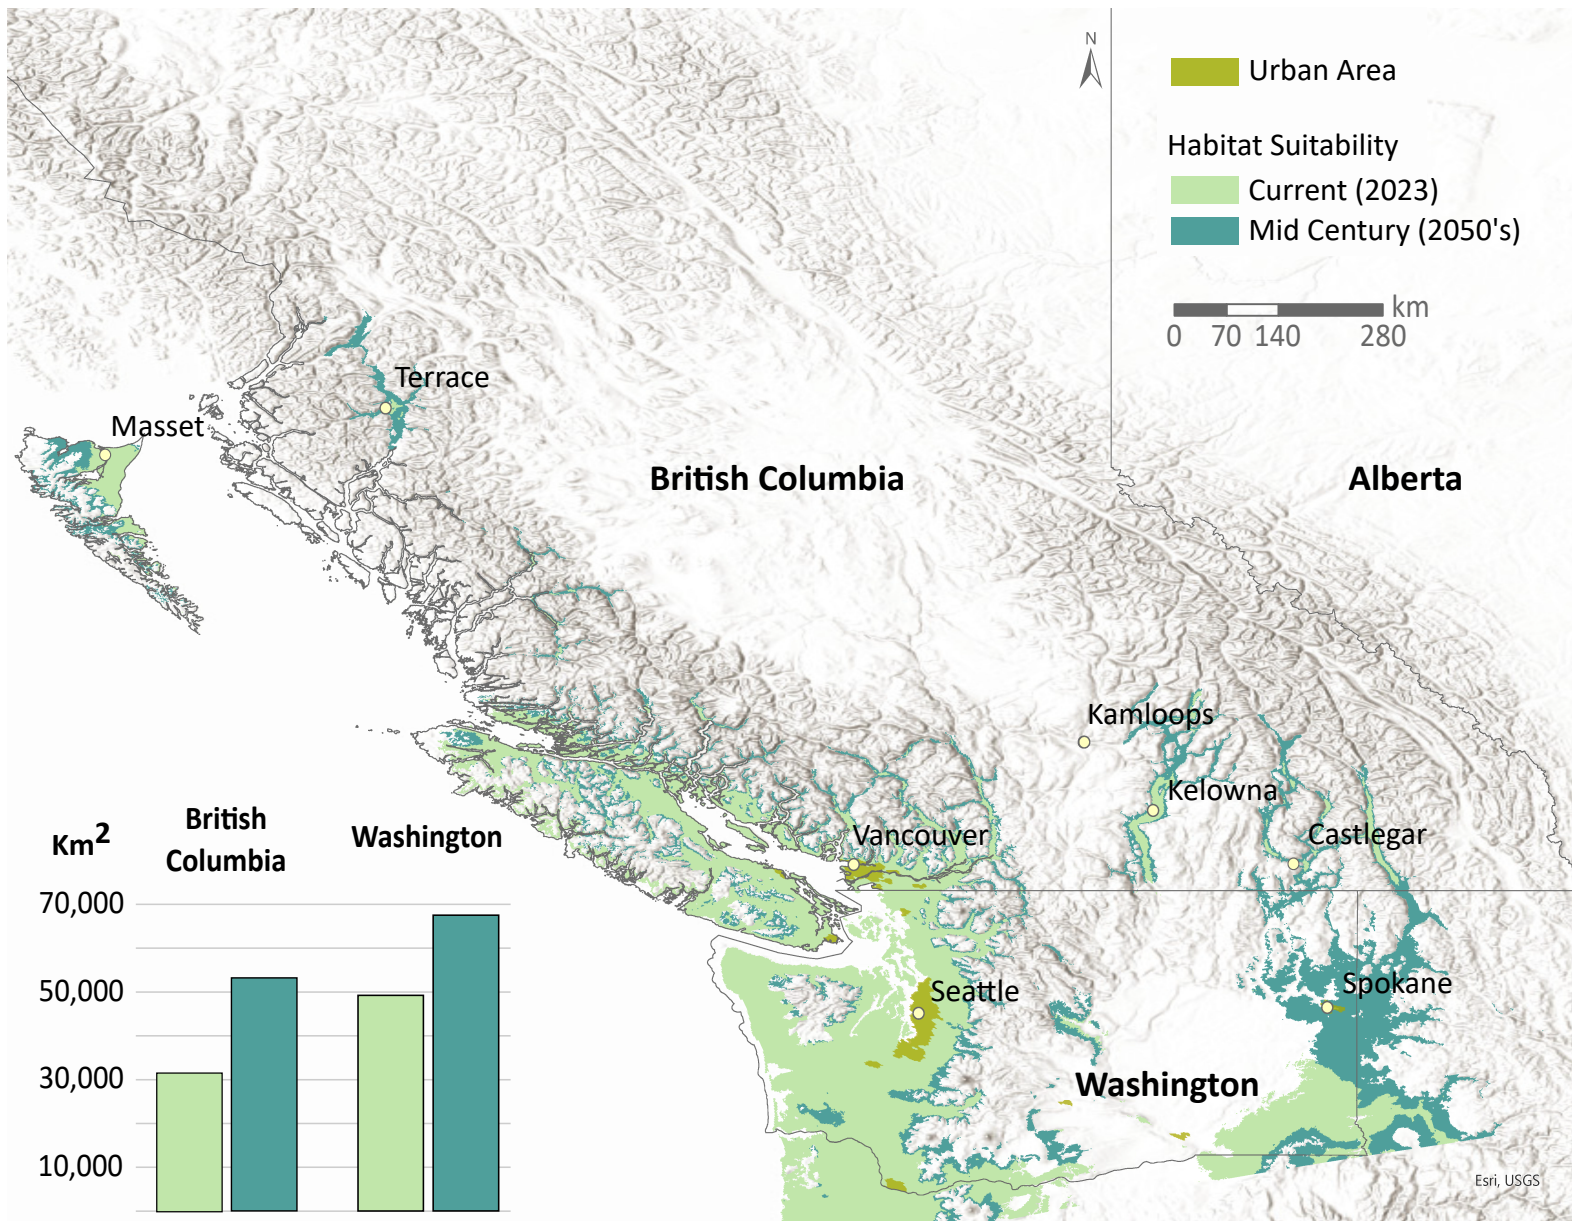 N
Urban Area
Habitat Suitability
Current (2023)
Mid Century (2050's)
km
0 70 140 280
Terrace
Masset
British Columbia
Alberta
Kamloops
Kelowna
Castlegar
Vancouver
Seattle
Spokane
Washington
Km2
British
Columbia
Washington
70,000
50,000
30,000
10,000
Esri, USGS